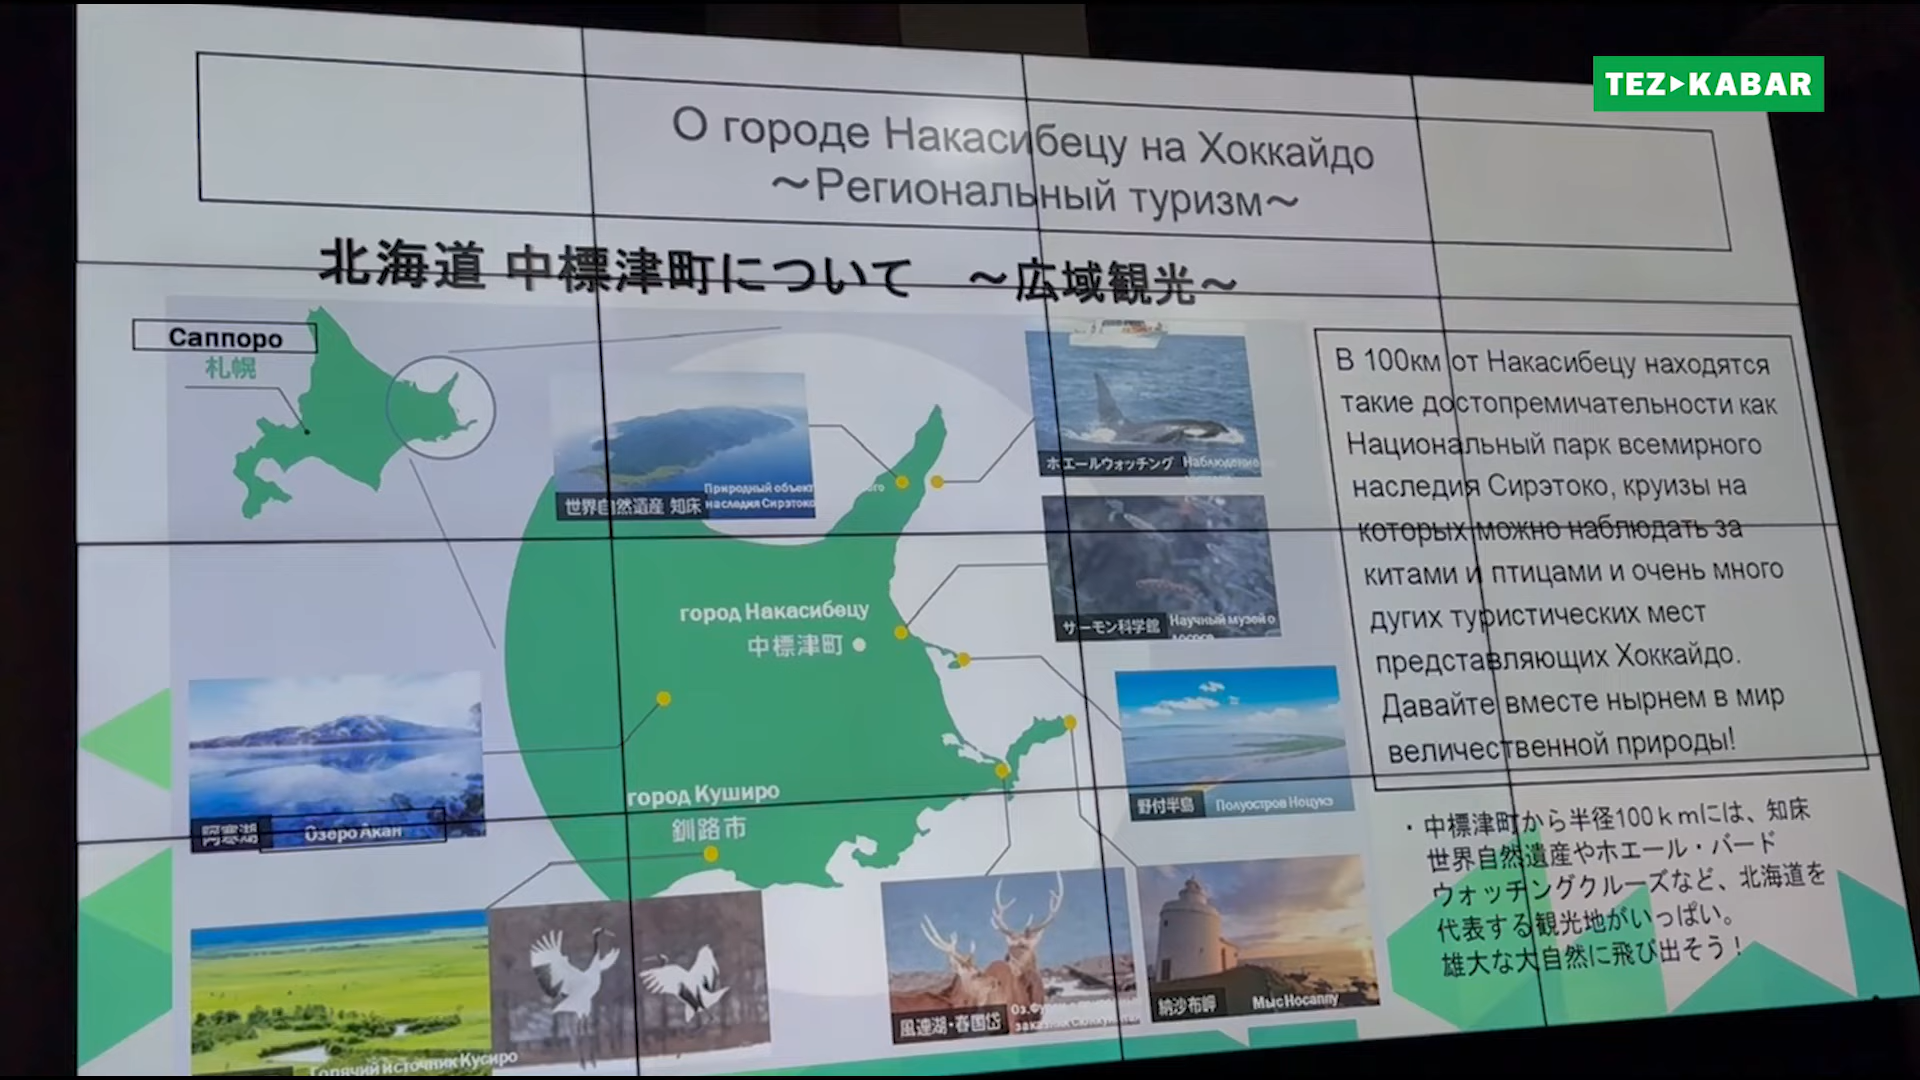 TEZ▸KABAR
О городе Накасибецу на Хоккайдо
～Региональный туризм～
北海道 中標津町について ～広域観光～
Саппоро
札幌
世界自然遺産 知床
Природный объект
наследия Сирэтоко
ホエールウォッチング
Наблюдение
サーモン科学館
Научный музей о
лососе
город Накасибецу
中標津町
город Куширо
釧路市
阿寒湖
Озеро Акан
野付半島
Полуостров Ноцукэ
風連湖・春国岱
納沙布岬
Мыс Носаппу
Горячий источник Кусиро
В 100км от Накасибецу находятся
такие достопремичательности как
Национальный парк всемирного
наследия Сирэтоко, круизы на
которых можно наблюдать за
китами и птицами и очень много
дугих туристических мест
представляющих Хоккайдо.
Давайте вместе нырнем в мир
величественной природы!
・中標津町から半径100ｋｍには、知床
世界自然遺産やホエール・バード
ウォッチングクルーズなど、北海道を
代表する観光地がいっぱい。
雄大な大自然に飛び出そう！